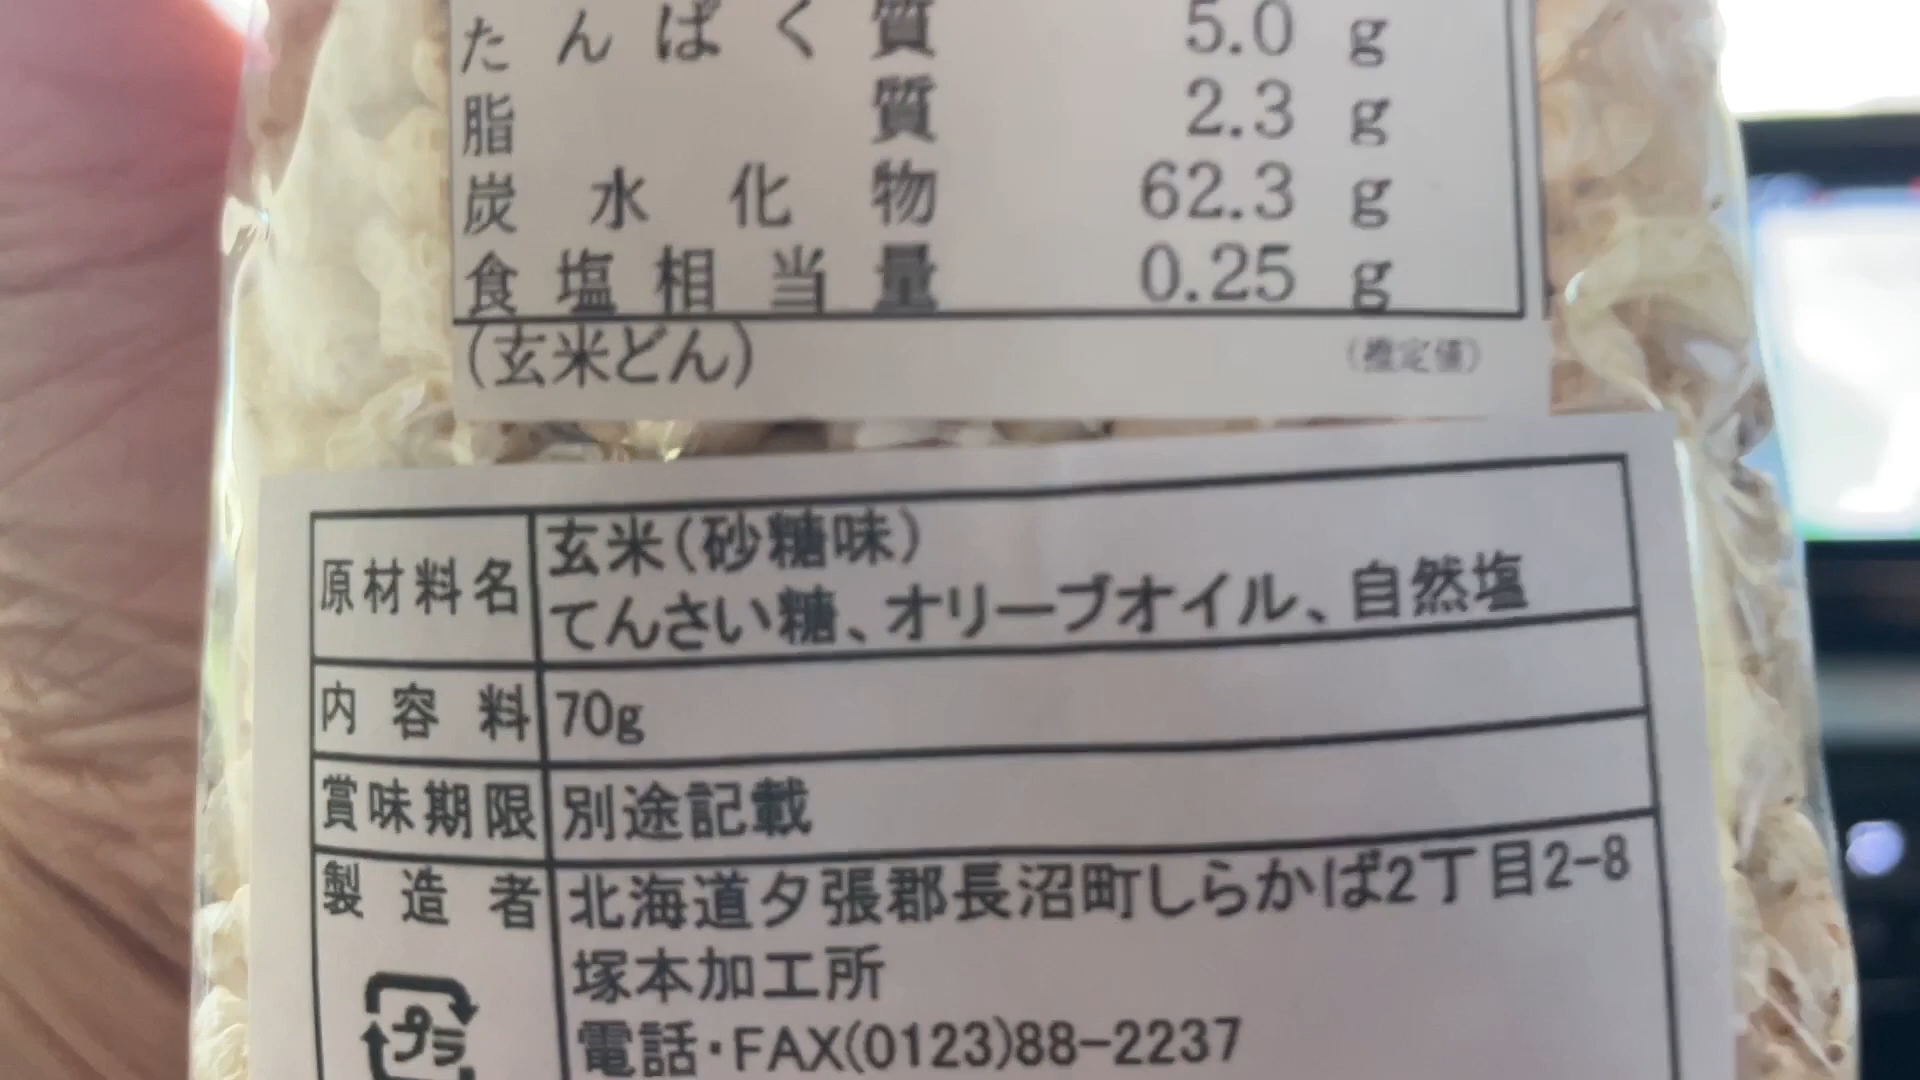 たんぱく質 5.0 g
脂質 2.3 g
炭水化物 62.3 g
食塩相当量 0.25 g
(玄米どん) (推定値)
原材料名 玄米(砂糖味)
てんさい糖、オリーブオイル、自然塩
内容料 70g
賞味期限 別途記載
製造者 北海道夕張郡長沼町しらかば2丁目2-8
塚本加工所
プラ 電話・FAX(0123)88-2237